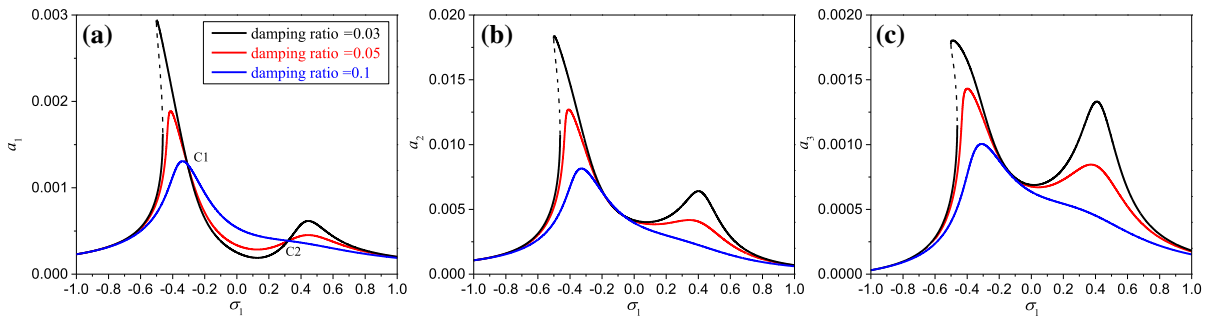 (a)
damping ratio =0.03
damping ratio =0.05
damping ratio =0.1
C1
C2
0.003
0.002
0.001
0.000
a₁
-1.0 -0.8 -0.6 -0.4 -0.2 0.0 0.2 0.4 0.6 0.8 1.0
σ₁
(b)
0.020
0.015
0.010
0.005
0.000
a₂
-1.0 -0.8 -0.6 -0.4 -0.2 0.0 0.2 0.4 0.6 0.8 1.0
σ₁
(c)
0.0020
0.0015
0.0010
0.0005
0.0000
a₃
-1.0 -0.8 -0.6 -0.4 -0.2 0.0 0.2 0.4 0.6 0.8 1.0
σ₁